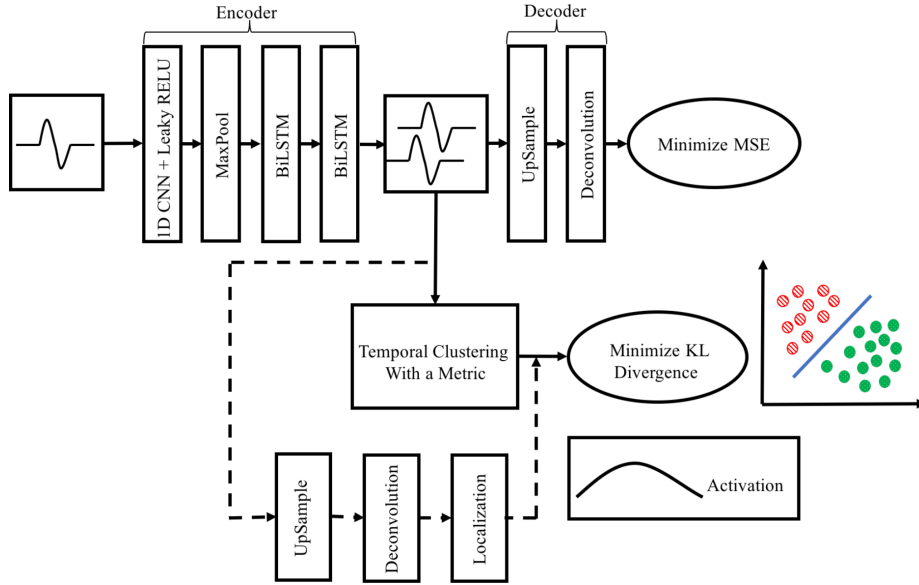 Encoder
Decoder
1D CNN + Leaky RELU
MaxPool
BiLSTM
BiLSTM
UpSample
Deconvolution
Minimize MSE
Temporal Clustering
With a Metric
Minimize KL
Divergence
UpSample
Deconvolution
Localization
Activation